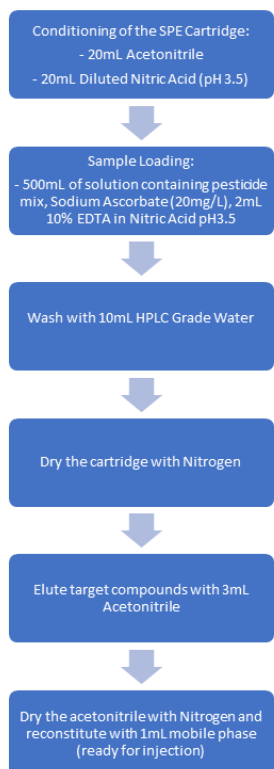 Conditioning of the SPE Cartridge:
- 20mL Acetonitrile
- 20mL Diluted Nitric Acid (pH 3.5)
Sample Loading:
- 500mL of solution containing pesticide
mix, Sodium Ascorbate (20mg/L), 2mL
10% EDTA in Nitric Acid pH3.5
Wash with 10mL HPLC Grade Water
Dry the cartridge with Nitrogen
Elute target compounds with 3mL
Acetonitrile
Dry the acetonitrile with Nitrogen and
reconstitute with 1mL mobile phase
(ready for injection)